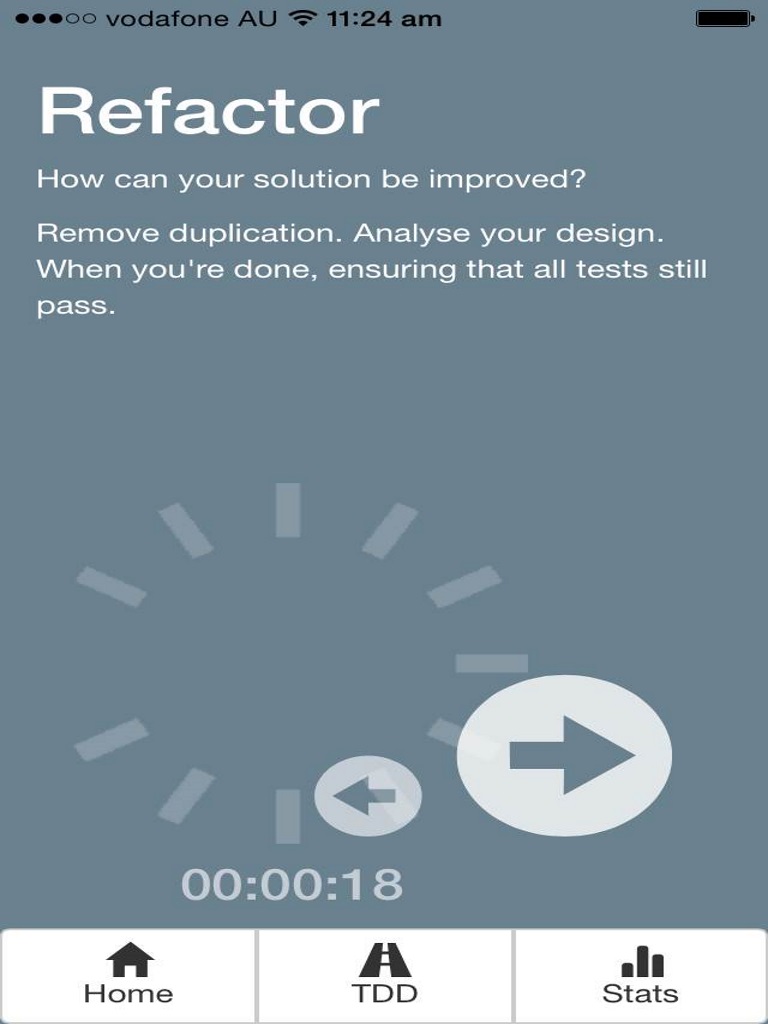 vodafone AU 11:24 am
Refactor
How can your solution be improved?
Remove duplication. Analyse your design.
When you're done, ensuring that all tests still
pass.
00:00:18
Home TDD Stats